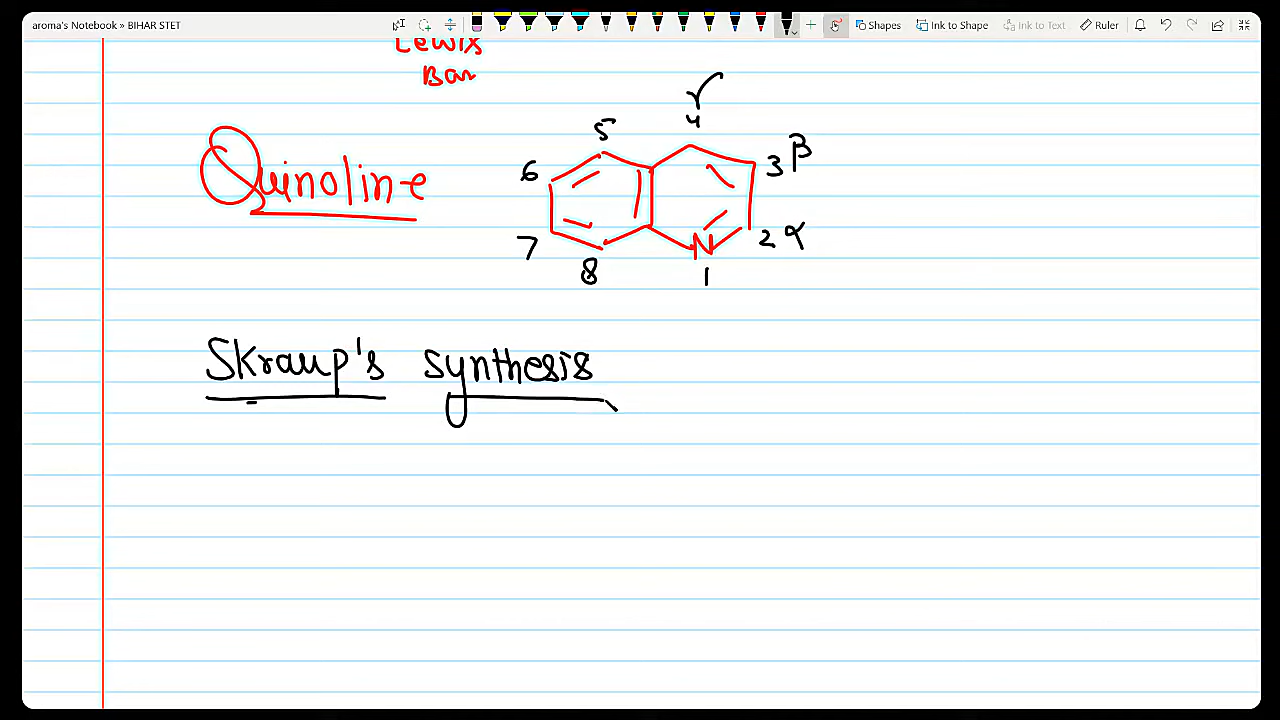 aroma's Notebook » BIHAR STET
Shapes
Ink to Shape
Ink to Text
Ruler
Lewis
Bar
Quinoline
γ
4
5
3 β
6
N
2 α
7
8
1
Skraup's synthesis